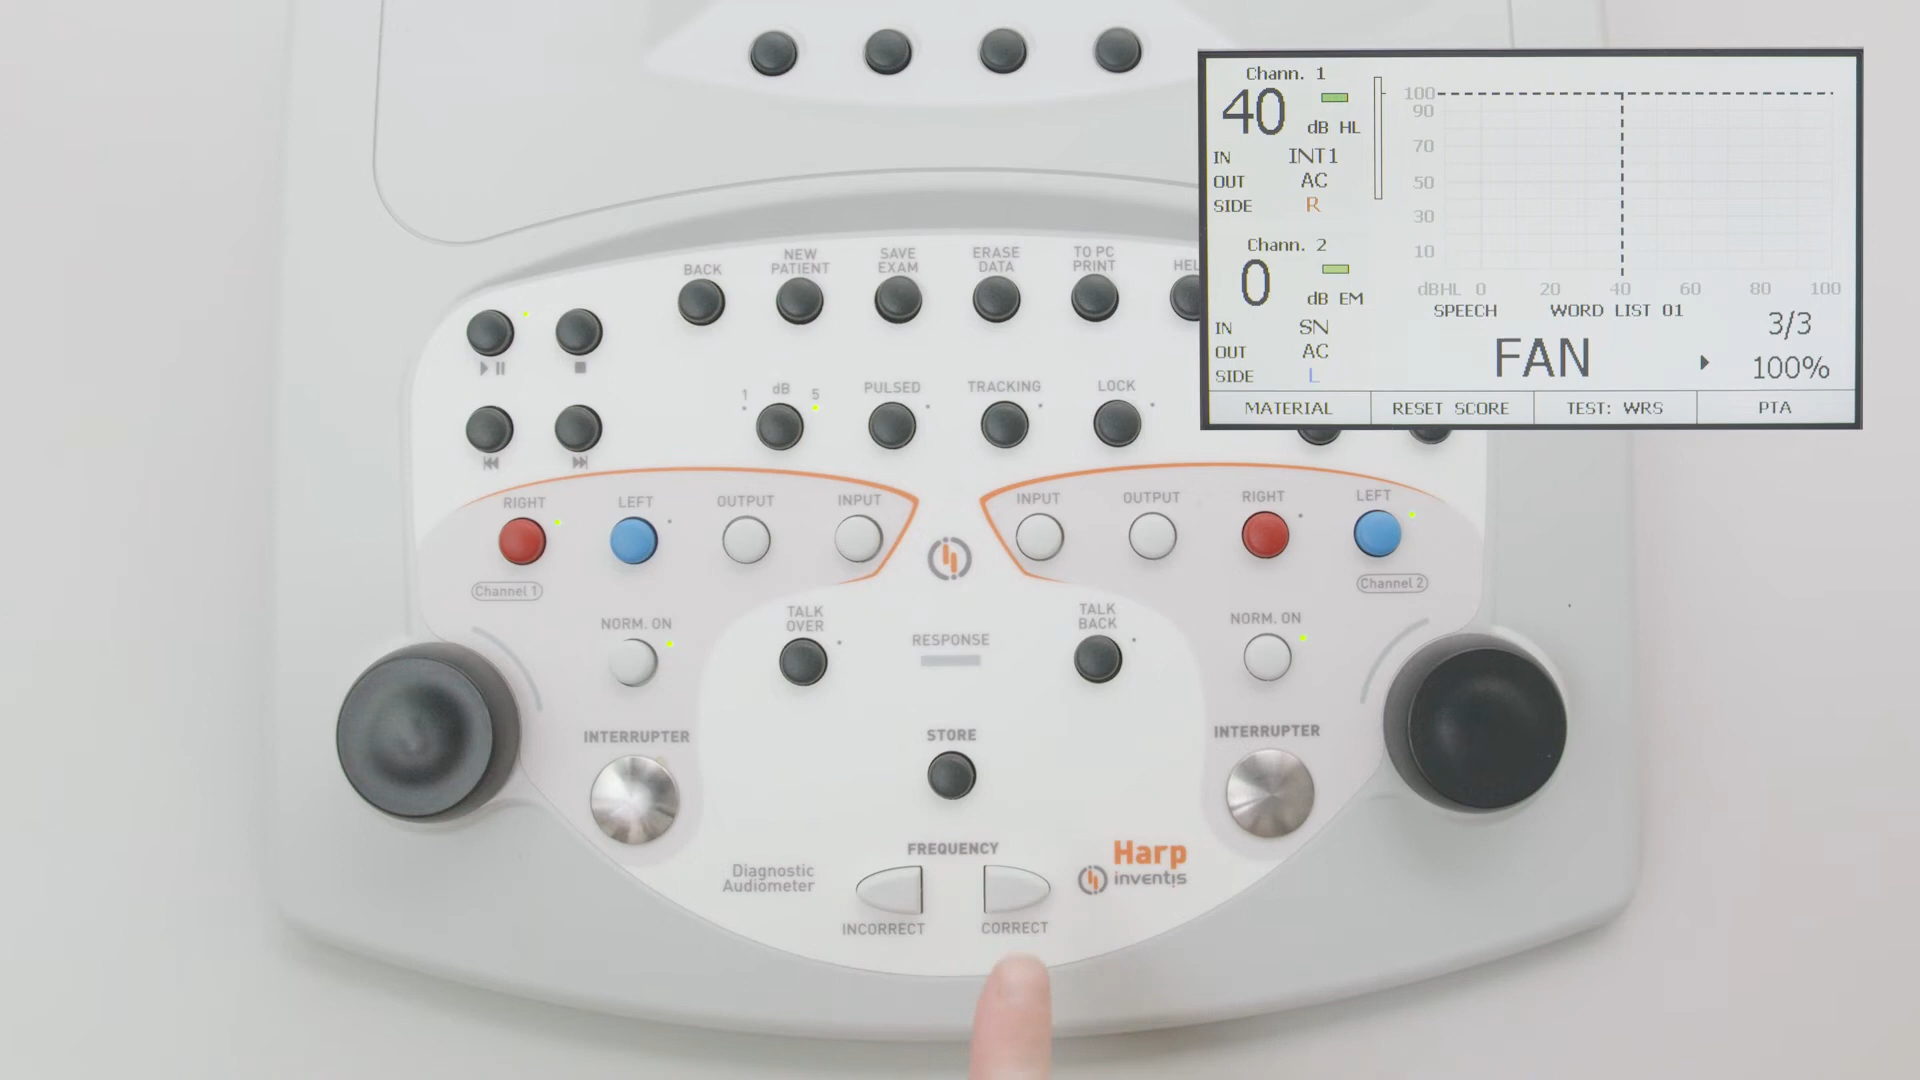 Chann. 1
40
dB HL
IN INT1
OUT AC
SIDE R
Chann. 2
0
dB EM
IN SN
OUT AC
SIDE L
100
90
70
50
30
10
dBHL 0 20 40 60 80 100
SPEECH WORD LIST 01
3/3
FAN
100%
MATERIAL RESET SCORE TEST: WRS PTA
BACK
NEW PATIENT
SAVE EXAM
ERASE DATA
TO PC PRINT
HEL
1 dB 5
PULSED
TRACKING
LOCK
RIGHT LEFT OUTPUT INPUT
INPUT OUTPUT RIGHT LEFT
Channel 1
Channel 2
NORM. ON
TALK OVER
RESPONSE
TALK BACK
NORM. ON
INTERRUPTER
STORE
INTERRUPTER
FREQUENCY
Diagnostic
Audiometer
Harp
inventis
INCORRECT
CORRECT